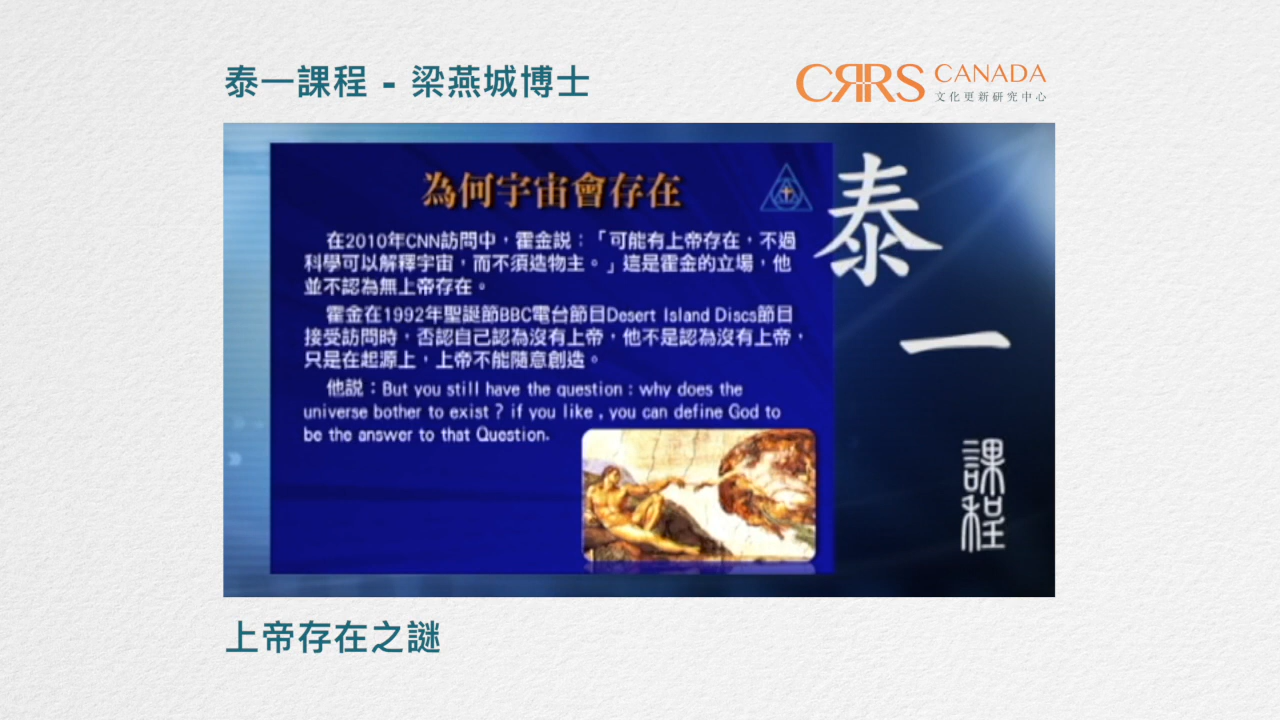 泰一課程 - 梁燕城博士
CRRS CANADA
文化更新研究中心
為何宇宙會存在
在2010年CNN訪問中，霍金説：「可能有上帝存在，不過
科學可以解釋宇宙，而不須造物主。」這是霍金的立場，他
並不認為無上帝存在。
霍金在1992年聖誕節BBC電台節目Desert Island Discs節目
接受訪問時，否認自己認為沒有上帝，他不是認為沒有上帝，
只是在起源上，上帝不能隨意創造。
他説：But you still have the question : why does the
universe bother to exist ? if you like , you can define God to
be the answer to that Question.
泰一
課程
上帝存在之謎